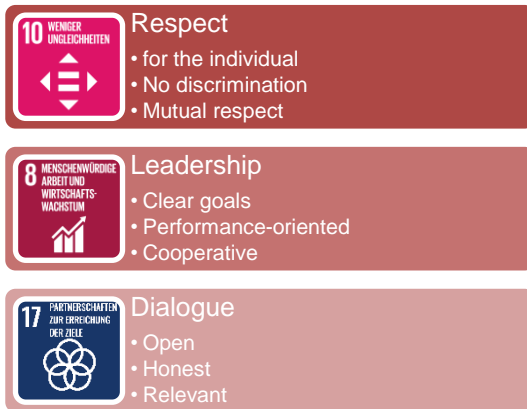 10 WENIGER
UNGLEICHHEITEN
Respect
• for the individual
• No discrimination
• Mutual respect
8 MENSCHENWÜRDIGE
ARBEIT UND
WIRTSCHAFTS-
WACHSTUM
Leadership
• Clear goals
• Performance-oriented
• Cooperative
17 PARTNERSCHAFTEN
ZUR ERREICHUNG
DER ZIELE
Dialogue
• Open
• Honest
• Relevant